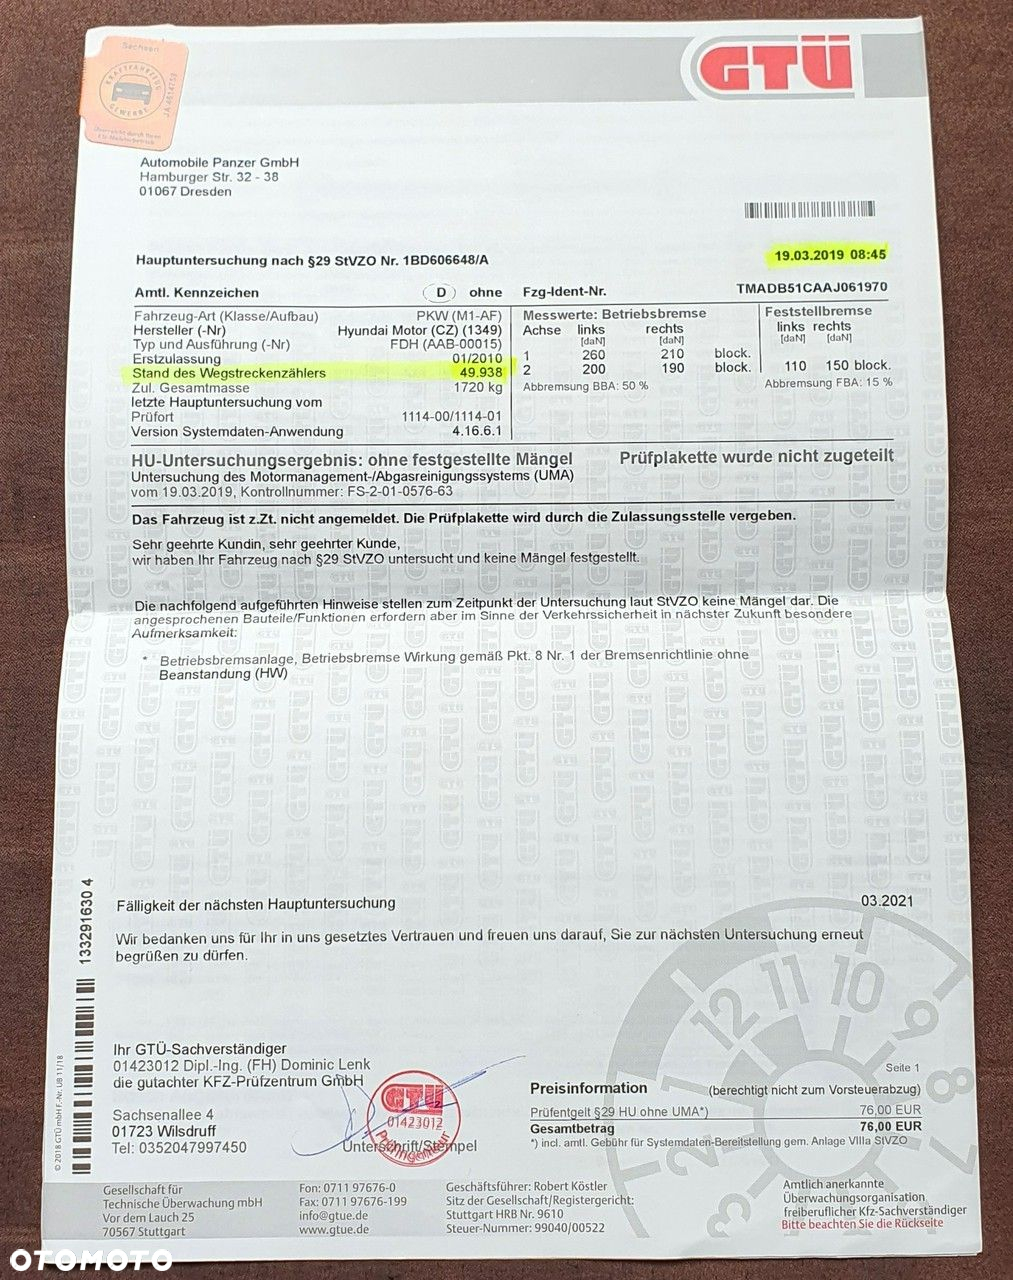 Sachsen
KRAFTFAHRZEUG
GEWERBE
GTÜ
Automobile Panzer GmbH
Hamburger Str. 32 - 38
01067 Dresden
Hauptuntersuchung nach §29 StVZO Nr. 1BD606648/A
19.03.2019 08:45
Amtl. Kennzeichen D ohne
Fahrzeug-Art (Klasse/Aufbau) PKW (M1-AF)
Hersteller (-Nr) Hyundai Motor (CZ) (1349)
Typ und Ausführung (-Nr) FDH (AAB-00015)
Erstzulassung 01/2010
Stand des Wegstreckenzählers 49.938
Zul. Gesamtmasse 1720 kg
letzte Hauptuntersuchung vom
Prüfort 1114-00/1114-01
Version Systemdaten-Anwendung 4.16.6.1
Fzg-Ident-Nr. TMADB51CAAJ061970
Messwerte: Betriebsbremse
Achse links rechts
[daN] [daN]
1 260 210 block.
2 200 190 block.
Abbremsung BBA: 50 %
Feststellbremse
links rechts
[daN] [daN]
110 150 block.
Abbremsung FBA: 15 %
HU-Untersuchungsergebnis: ohne festgestellte Mängel Prüfplakette wurde nicht zugeteilt
Untersuchung des Motormanagement-/Abgasreinigungssystems (UMA)
vom 19.03.2019, Kontrollnummer: FS-2-01-0576-63
Das Fahrzeug ist z.Zt. nicht angemeldet. Die Prüfplakette wird durch die Zulassungsstelle vergeben.
Sehr geehrte Kundin, sehr geehrter Kunde,
wir haben Ihr Fahrzeug nach §29 StVZO untersucht und keine Mängel festgestellt.
Die nachfolgend aufgeführten Hinweise stellen zum Zeitpunkt der Untersuchung laut StVZO keine Mängel dar. Die
angesprochenen Bauteile/Funktionen erfordern aber im Sinne der Verkehrssicherheit in nächster Zukunft besondere
Aufmerksamkeit:
* Betriebsbremsanlage, Betriebsbremse Wirkung gemäß Pkt. 8 Nr. 1 der Bremsenrichtlinie ohne
Beanstandung (HW)
Fälligkeit der nächsten Hauptuntersuchung 03.2021
Wir bedanken uns für Ihr in uns gesetztes Vertrauen und freuen uns darauf, Sie zur nächsten Untersuchung erneut
begrüßen zu dürfen.
133291630 4
© 2018 GTÜ mbH F.-Nr. UB 11/18
Ihr GTÜ-Sachverständiger
01423012 Dipl.-Ing. (FH) Dominic Lenk
die gutachter KFZ-Prüfzentrum GmbH
Sachsenallee 4
01723 Wilsdruff
Tel: 0352047997450
GTÜ
01423012
Prüfingenieur
Unterschrift/Stempel
12 11 10 9 8 7 2 3
Seite 1
Preisinformation (berechtigt nicht zum Vorsteuerabzug)
Prüfentgelt §29 HU ohne UMA*) 76,00 EUR
Gesamtbetrag 76,00 EUR
*) incl. amtl. Gebühr für Systemdaten-Bereitstellung gem. Anlage VIIIa StVZO
Gesellschaft für
Technische Überwachung mbH
Vor dem Lauch 25
70567 Stuttgart
Fon: 0711 97676-0
Fax: 0711 97676-199
info@gtue.de
www.gtue.de
Geschäftsführer: Robert Köstler
Sitz der Gesellschaft/Registergericht:
Stuttgart HRB Nr. 9610
Steuer-Nummer: 99040/00522
Amtlich anerkannte
Überwachungsorganisation
freiberuflicher Kfz-Sachverständiger
Bitte beachten Sie die Rückseite
OTOMOTO